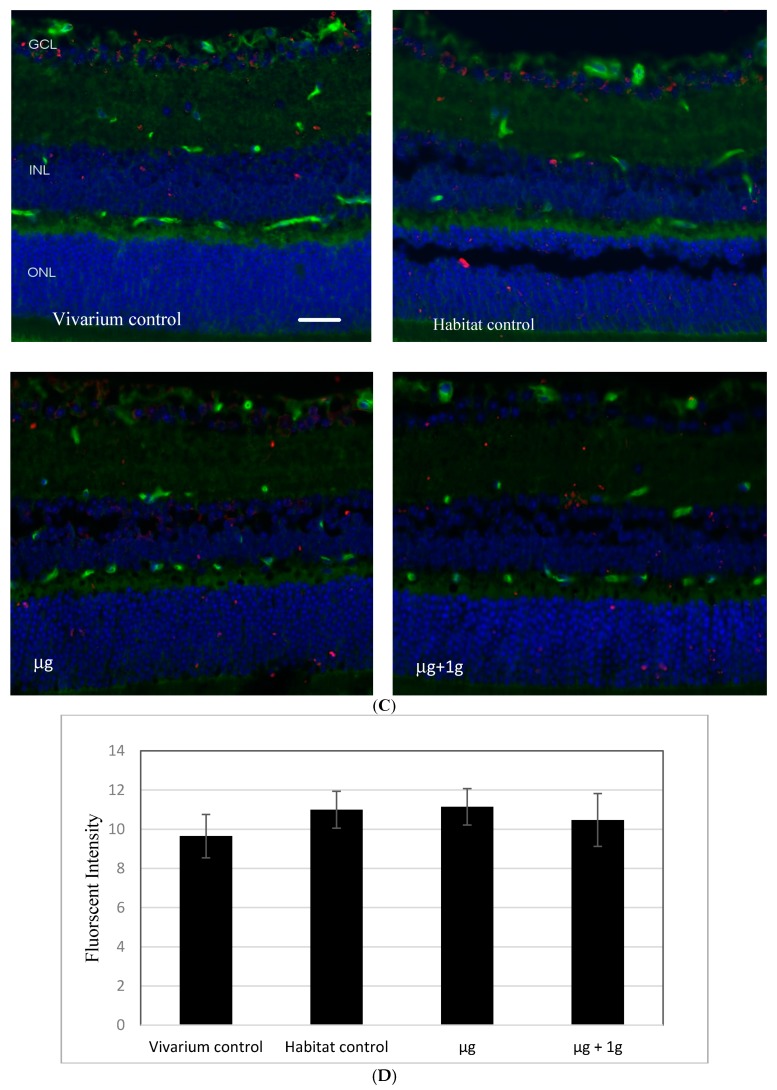 GCL
INL
ONL
Vivarium control
Habitat control
μg
μg+1g
(C)
14
12
10
8
6
4
2
0
Fluorscent Intensity
Vivarium control Habitat control μg μg + 1g
(D)